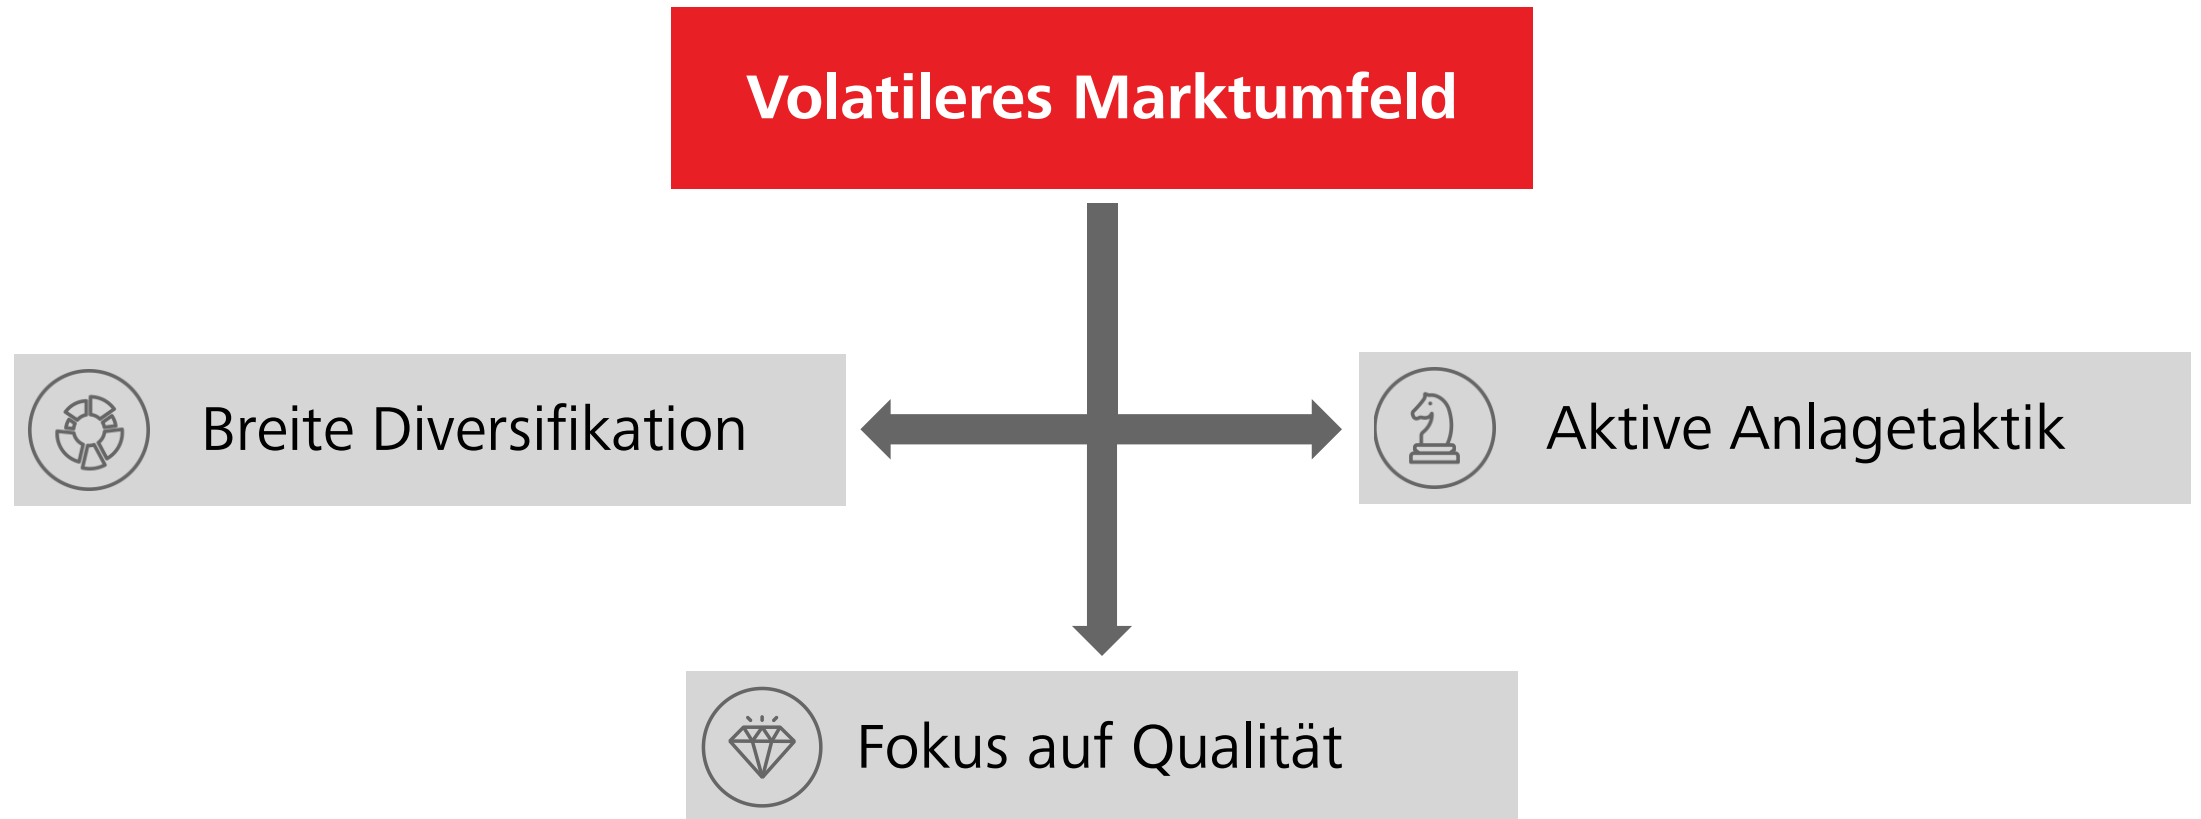 Volatileres Marktumfeld
Breite Diversifikation
Aktive Anlagetaktik
Fokus auf Qualität